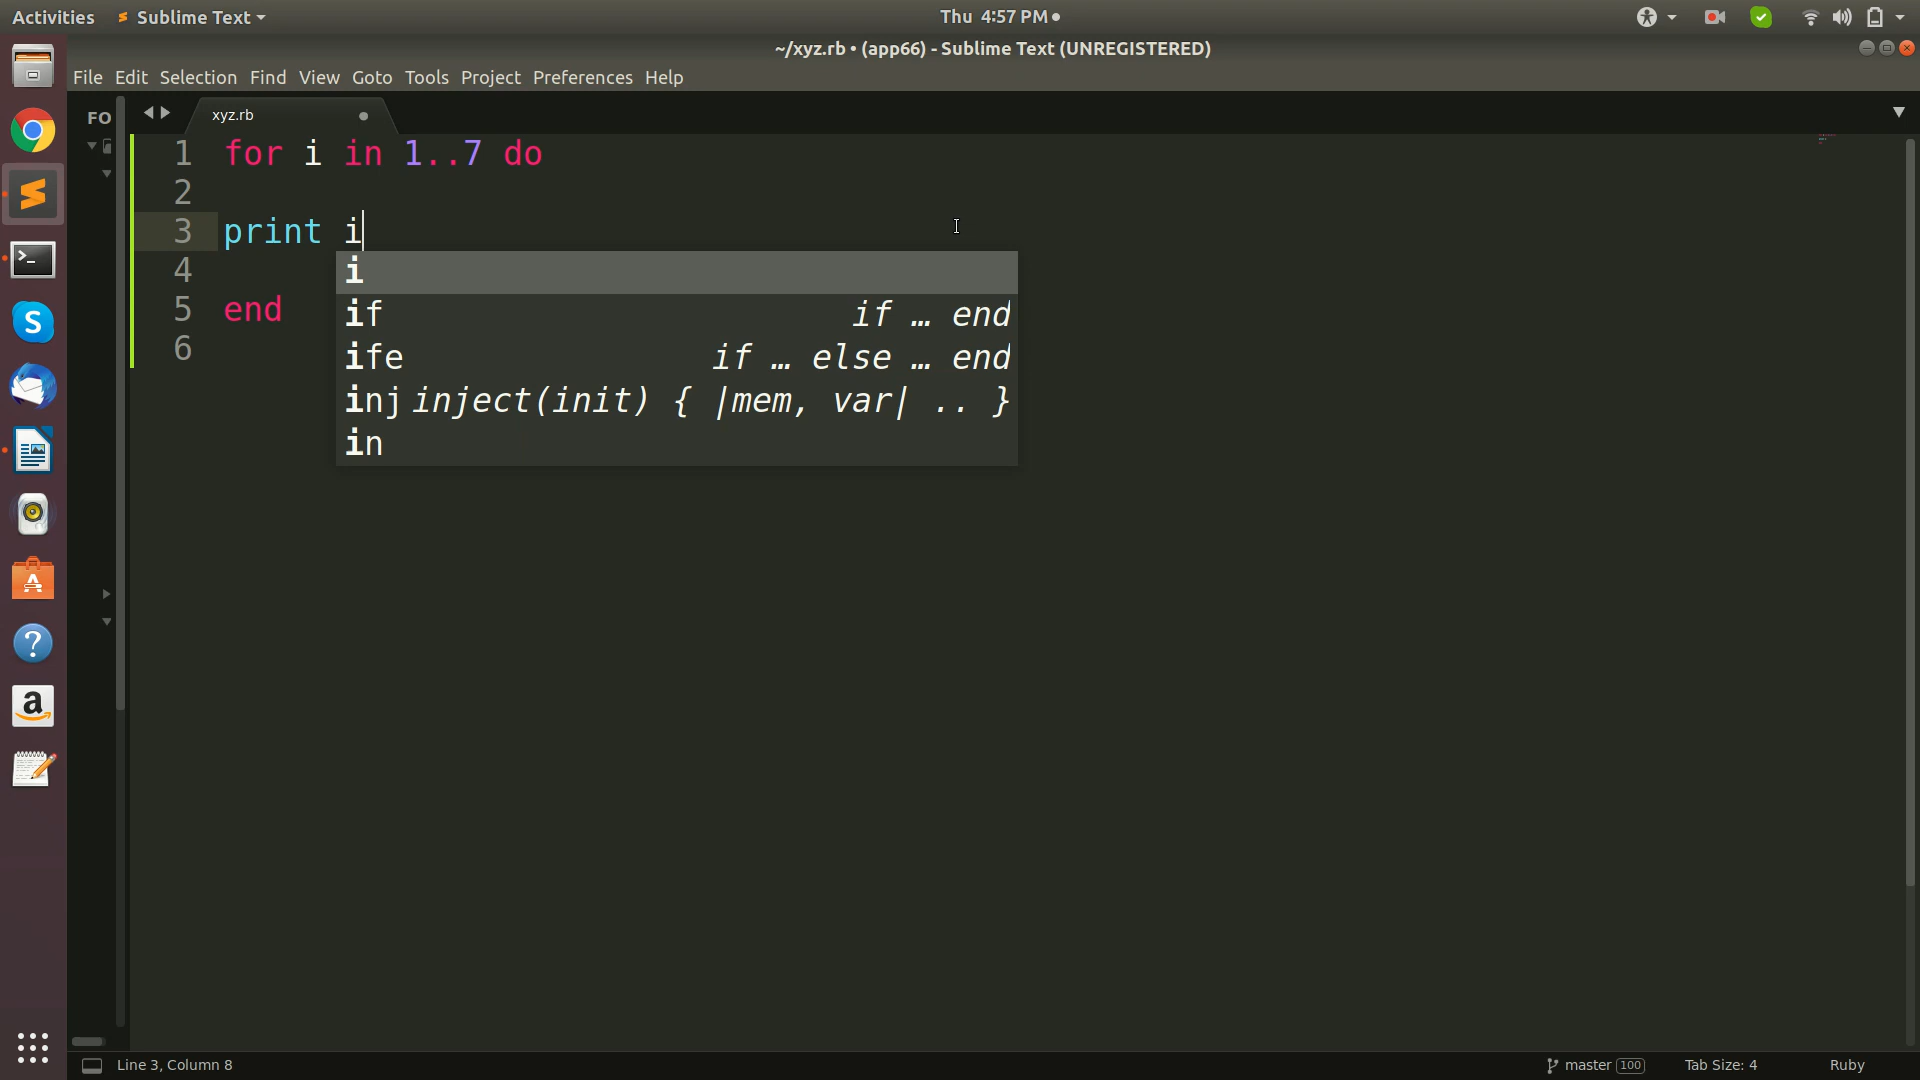 Activities Sublime Text Thu 4:57 PM
~/xyz.rb • (app66) - Sublime Text (UNREGISTERED)
File Edit Selection Find View Goto Tools Project Preferences Help
FO
xyz.rb
1 for i in 1..7 do
2
3 print i
4
5 end
6
i
if if … end
ife if … else … end
inj inject(init) { |mem, var| .. }
in
Line 3, Column 8 master 100 Tab Size: 4 Ruby